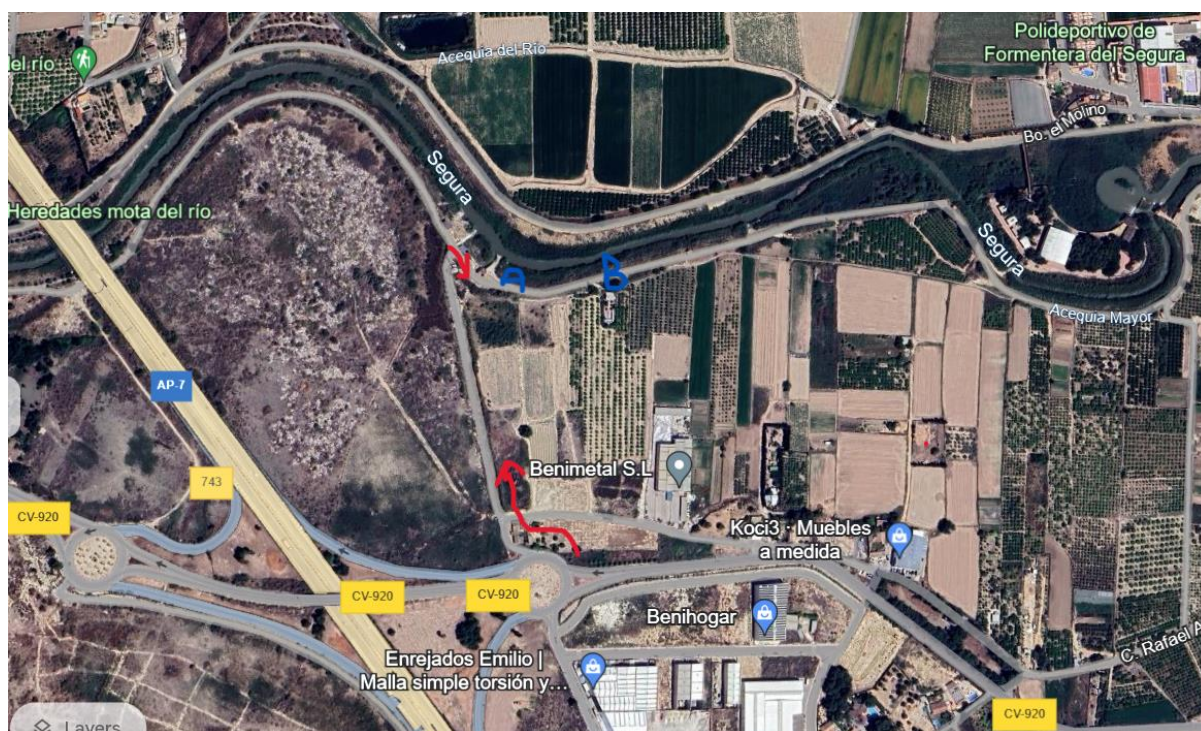 Polideportivo de
Formentera del Segura
del río
Acequia del Río
Bo. el Molino
Segura
Heredades mota del río
Segura
A
B
Acequia Mayor
AP-7
Benimetal S.L
743
CV-920
Koci3 · Muebles
a medida
CV-920
CV-920
Benihogar
Enrejados Emilio |
Malla simple torsión y…
C. Rafael A
CV-920
Layers